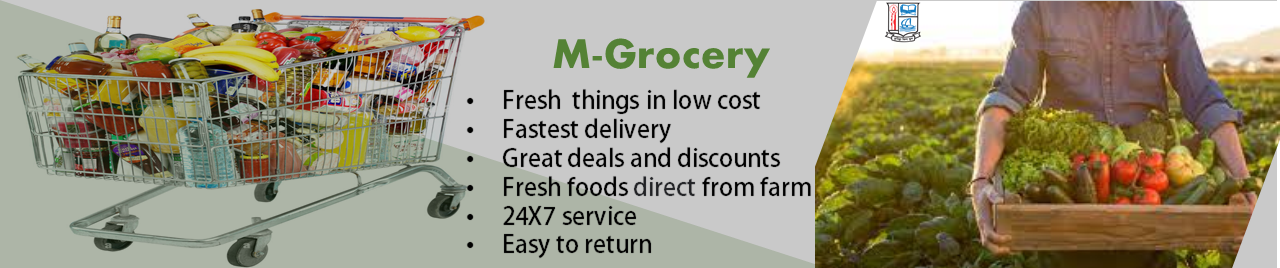 M-Grocery
• Fresh things in low cost
• Fastest delivery
• Great deals and discounts
• Fresh foods direct from farm
• 24X7 service
• Easy to return